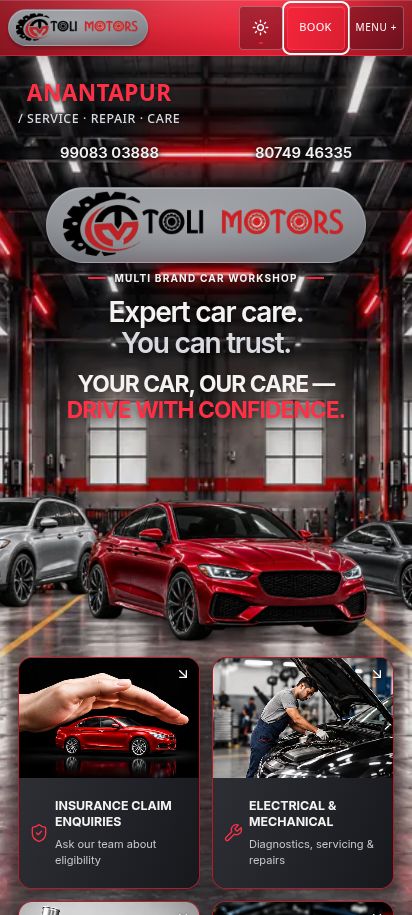 TOLI MOTORS
BOOK
MENU +
ANANTAPUR
/ SERVICE · REPAIR · CARE
99083 03888
80749 46335
TOLI MOTORS
MULTI BRAND CAR WORKSHOP
Expert car care.
You can trust.
YOUR CAR, OUR CARE —
DRIVE WITH CONFIDENCE.
INSURANCE CLAIM
ENQUIRIES
Ask our team about
eligibility
ELECTRICAL &
MECHANICAL
Diagnostics, servicing &
repairs